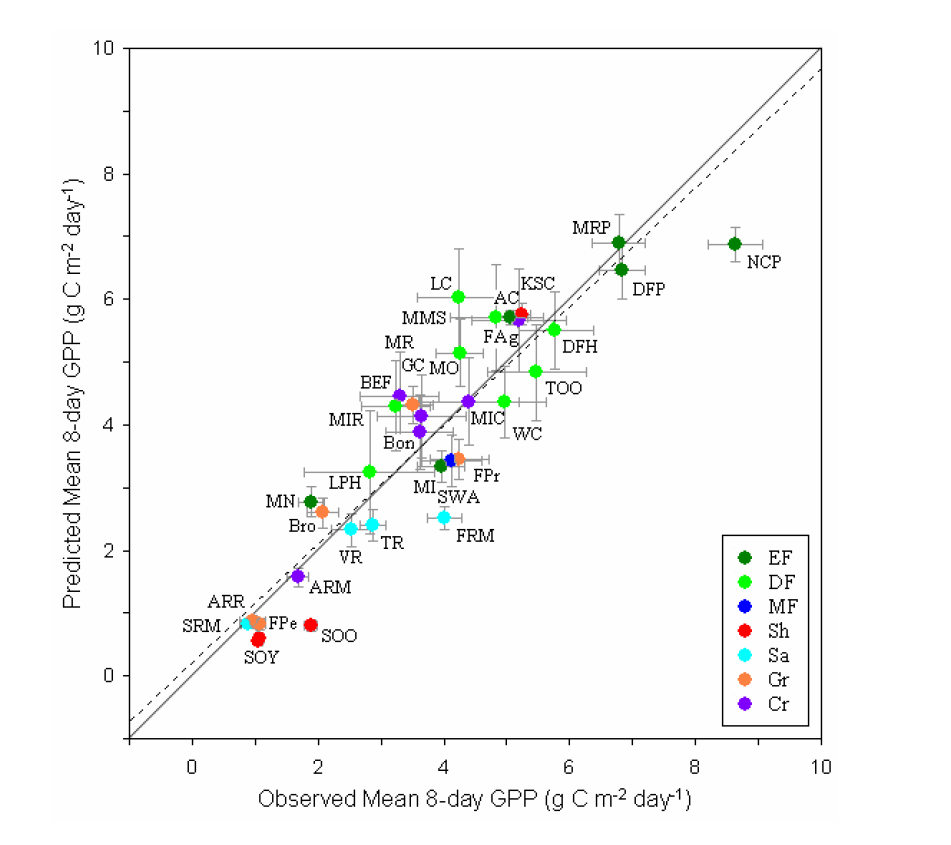 10
8
6
4
2
0
Predicted Mean 8-day GPP (g C m-2 day-1)
MRP
NCP
DFP
LC
KSC
AC
MMS
FAg
DFH
MR
GC
MO
TOO
BEF
MIR
MIC
WC
Bon
LPH
MI
FPr
SWA
MN
Bro
FRM
VR
TR
ARM
ARR
SRM
FPe
SOO
SOY
EF
DF
MF
Sh
Sa
Gr
Cr
0 2 4 6 8 10
Observed Mean 8-day GPP (g C m-2 day-1)